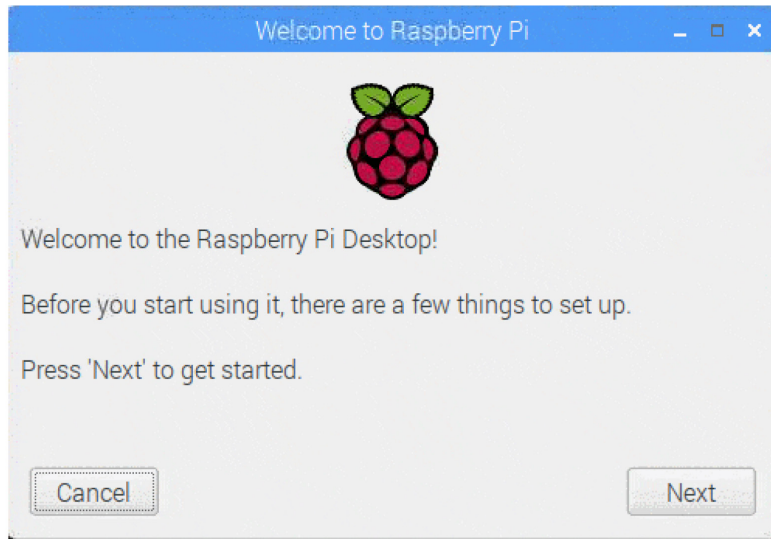 Welcome to Raspberry Pi
Welcome to the Raspberry Pi Desktop!
Before you start using it, there are a few things to set up.
Press 'Next' to get started.
Cancel
Next